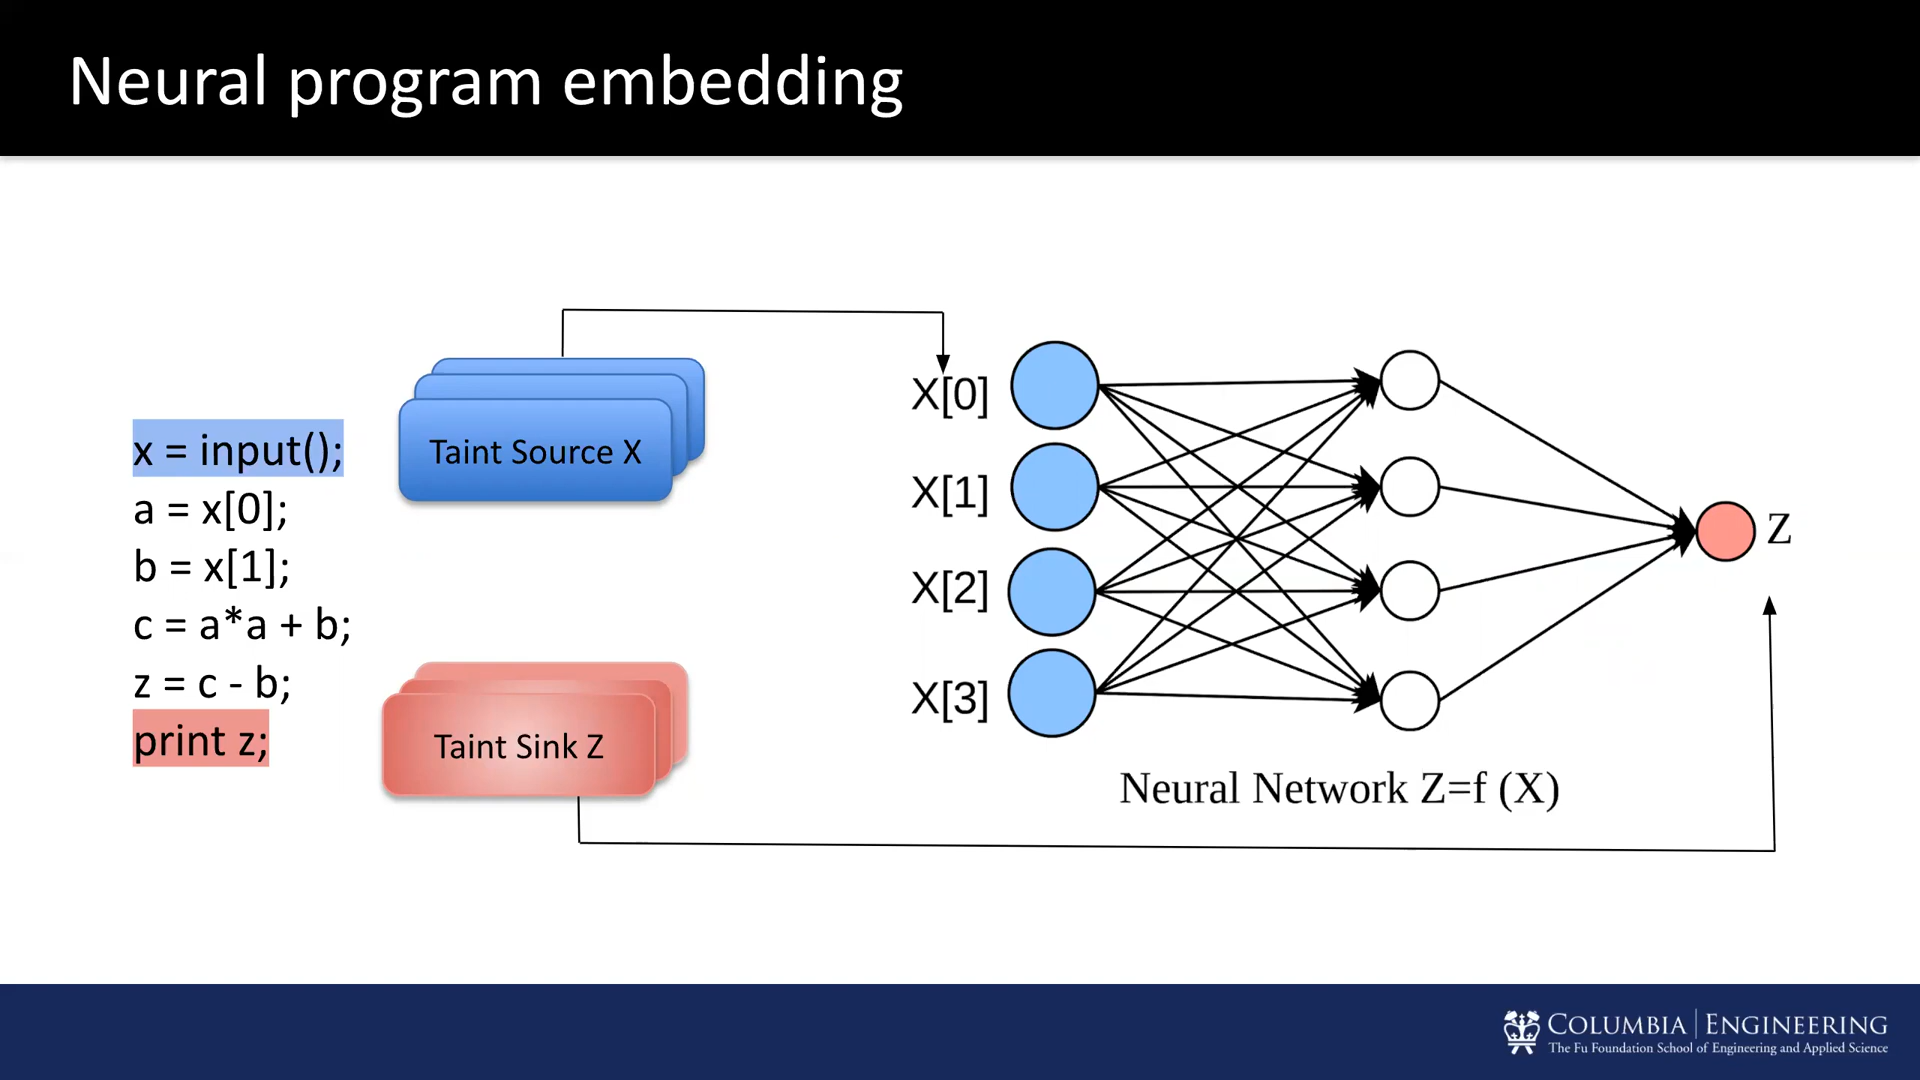 Neural program embedding
x = input();
a = x[0];
b = x[1];
c = a*a + b;
z = c - b;
print z;
Taint Source X
Taint Sink Z
X[0]
X[1]
X[2]
X[3]
Z
Neural Network Z=f (X)
COLUMBIA | ENGINEERING
The Fu Foundation School of Engineering and Applied Science